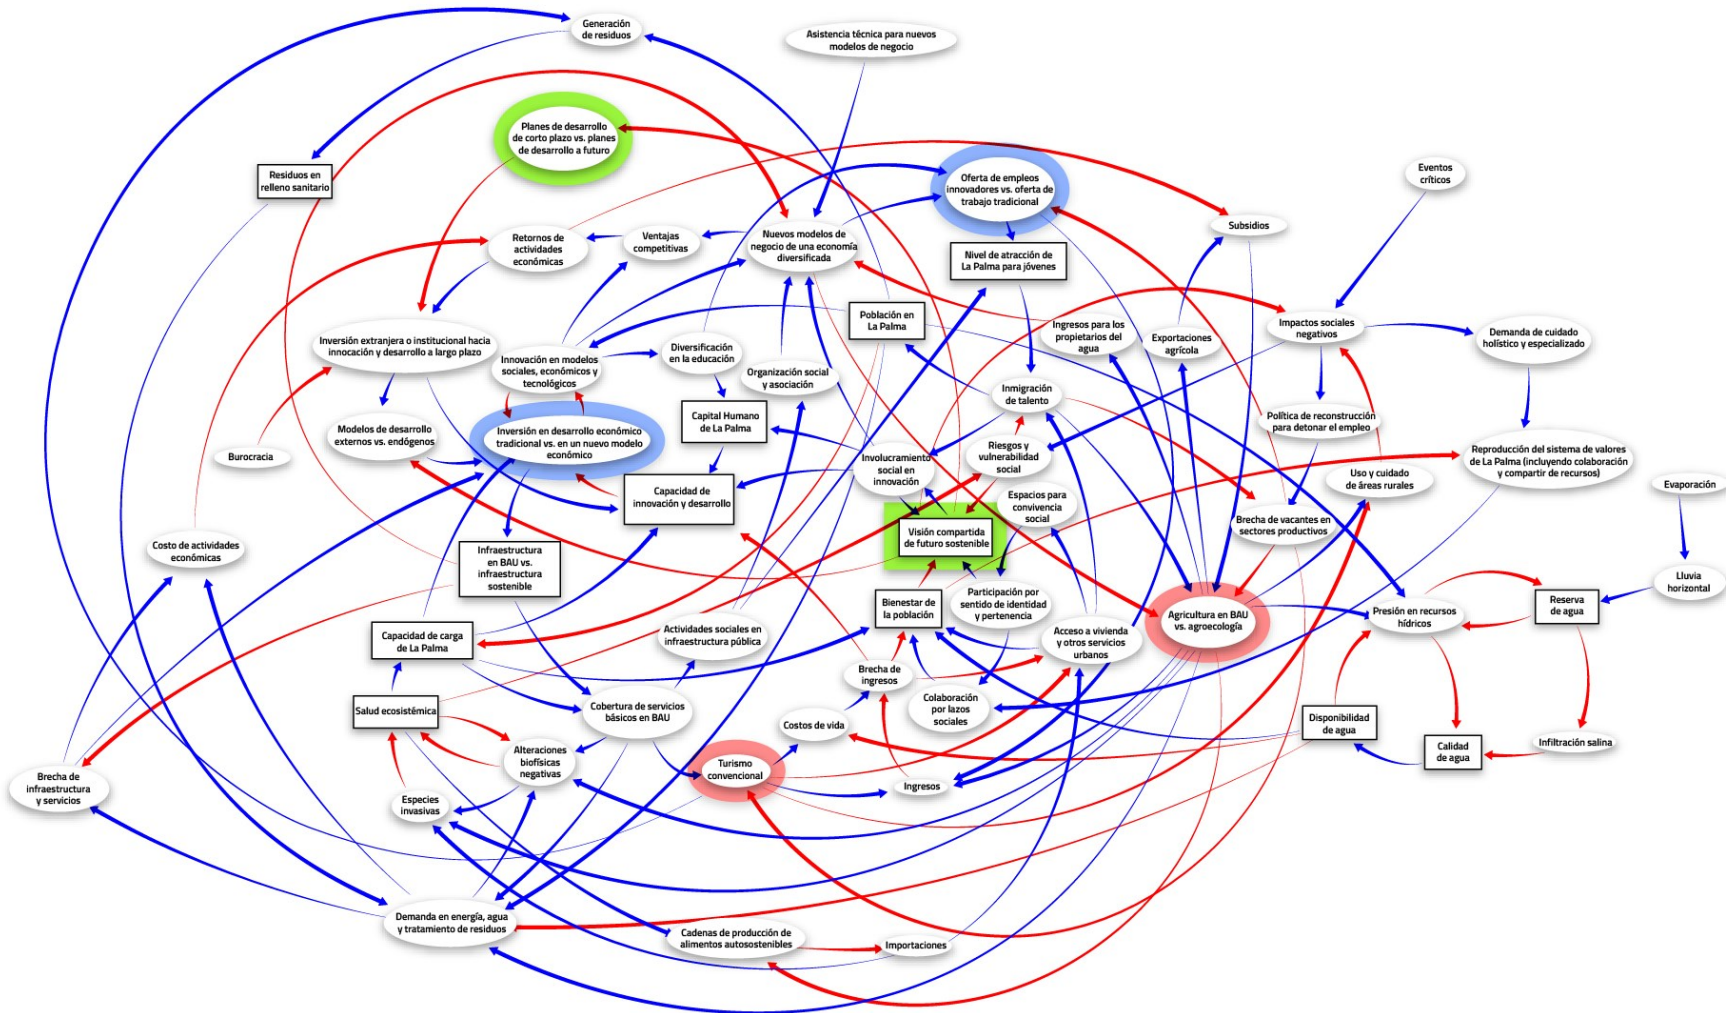 Generación
de residuos
Asistencia técnica para nuevos
modelos de negocio
Planes de desarrollo
de corto plazo vs. planes
de desarrollo a futuro
Residuos en
relleno sanitario
Oferta de empleos
innovadores vs. oferta de
trabajo tradicional
Eventos
críticos
Subsidios
Retornos de
actividades
económicas
Ventajas
competitivas
Nuevos modelos de
negocio de una economía
diversificada
Nivel de atracción de
La Palma para jóvenes
Población en
La Palma
Ingresos para los
propietarios del
agua
Exportaciones
agrícola
Impactos sociales
negativos
Demanda de cuidado
holístico y especializado
Inversión extranjera o institucional hacia
innocación y desarrollo a largo plazo
Innovación en modelos
sociales, económicos y
tecnológicos
Diversificación
en la educación
Organización social
y asociación
Inmigración
de talento
Capital Humano
de La Palma
Política de reconstrucción
para detonar el empleo
Modelos de desarrollo
externos vs. endógenos
Inversión en desarrollo económico
tradicional vs. en un nuevo modelo
económico
Burocracia
Involucramiento
social en
innovación
Riesgos y
vulnerabilidad
social
Reproducción del sistema de valores
de La Palma (incluyendo colaboración
y compartir de recursos)
Uso y cuidado
de áreas rurales
Evaporación
Capacidad de
innovación y desarrollo
Espacios para
convivencia
social
Brecha de vacantes en
sectores productivos
Visión compartida
de futuro sostenible
Costo de actividades
económicas
Infraestructura
en BAU vs.
infraestructura
sostenible
Lluvia
horizontal
Bienestar de
la población
Participación por
sentido de identidad
y pertenencia
Agricultura en BAU
vs. agroecología
Presión en recursos
hídricos
Reserva
de agua
Capacidad de carga
de La Palma
Actividades sociales en
infraestructura pública
Acceso a vivienda
y otros servicios
urbanos
Brecha de
ingresos
Colaboración
por lazos
sociales
Salud ecosistémica
Cobertura de servicios
básicos en BAU
Costos de vida
Disponibilidad
de agua
Calidad
de agua
Infiltración salina
Alteraciones
biofísicas
negativas
Turismo
convencional
Ingresos
Brecha de
infraestructura
y servicios
Especies
invasivas
Demanda en energía, agua
y tratamiento de residuos
Cadenas de producción de
alimentos autosostenibles
Importaciones